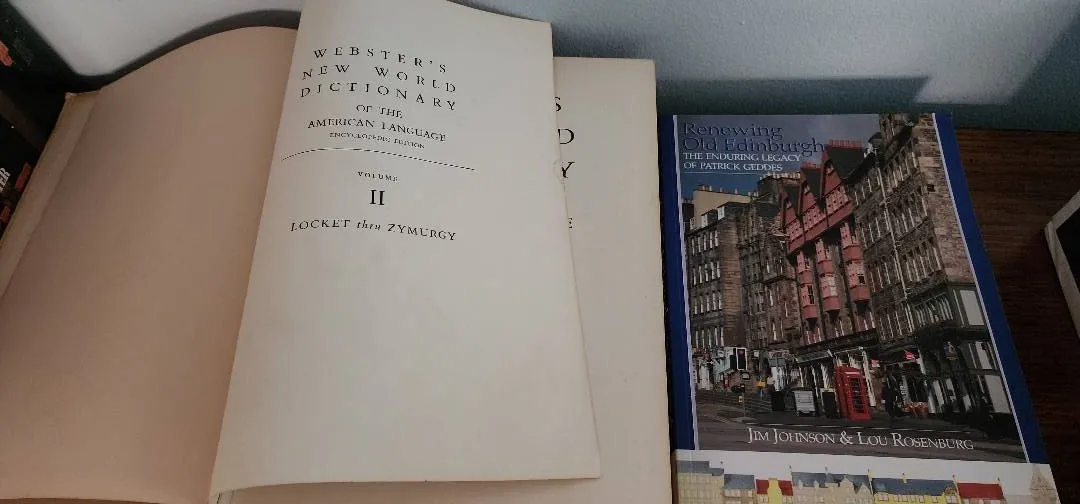 WEBSTER'S
NEW WORLD
DICTIONARY
OF THE
AMERICAN LANGUAGE
ENCYCLOPEDIC EDITION
VOLUME
II
LOCKET thru ZYMURGY
S
D
Y
E
Renewing
Old Edinburgh
THE ENDURING LEGACY
OF PATRICK GEDDES
JIM JOHNSON & LOU ROSENBURG